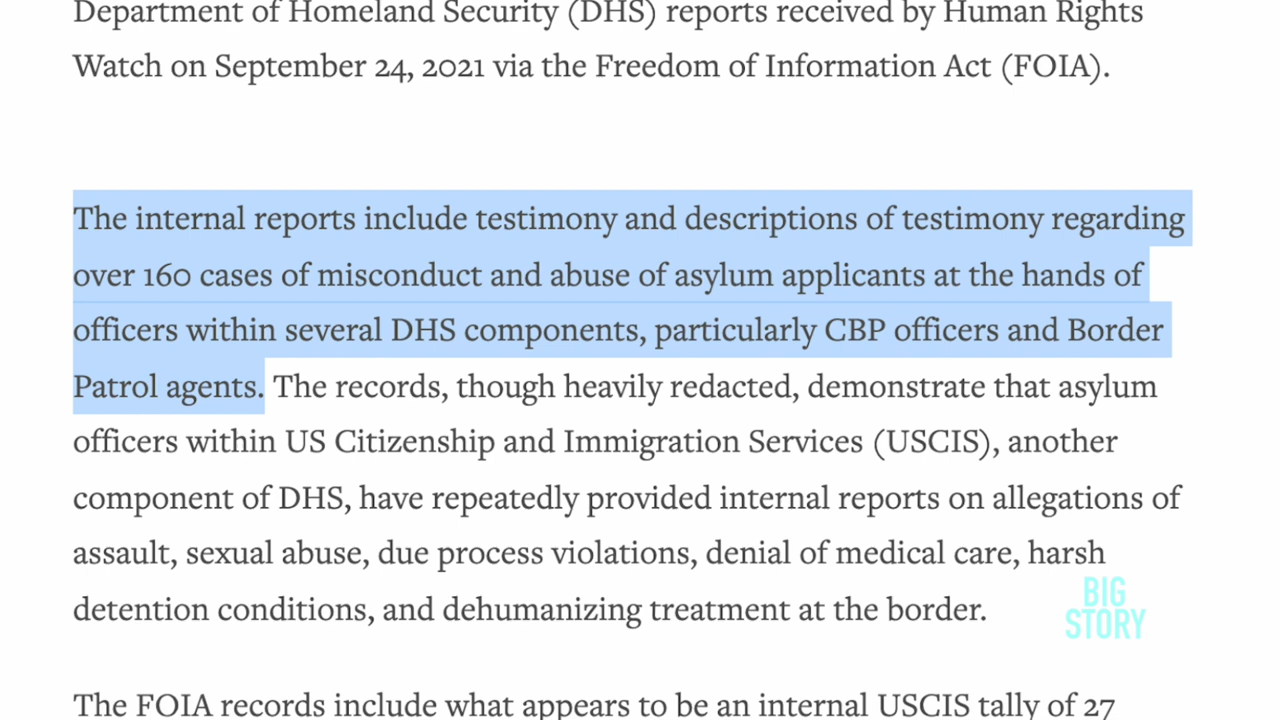 Department of Homeland Security (DHS) reports received by Human Rights
Watch on September 24, 2021 via the Freedom of Information Act (FOIA).
The internal reports include testimony and descriptions of testimony regarding
over 160 cases of misconduct and abuse of asylum applicants at the hands of
officers within several DHS components, particularly CBP officers and Border
Patrol agents. The records, though heavily redacted, demonstrate that asylum
officers within US Citizenship and Immigration Services (USCIS), another
component of DHS, have repeatedly provided internal reports on allegations of
assault, sexual abuse, due process violations, denial of medical care, harsh
detention conditions, and dehumanizing treatment at the border.
BIG
STORY
The FOIA records include what appears to be an internal USCIS tally of 27